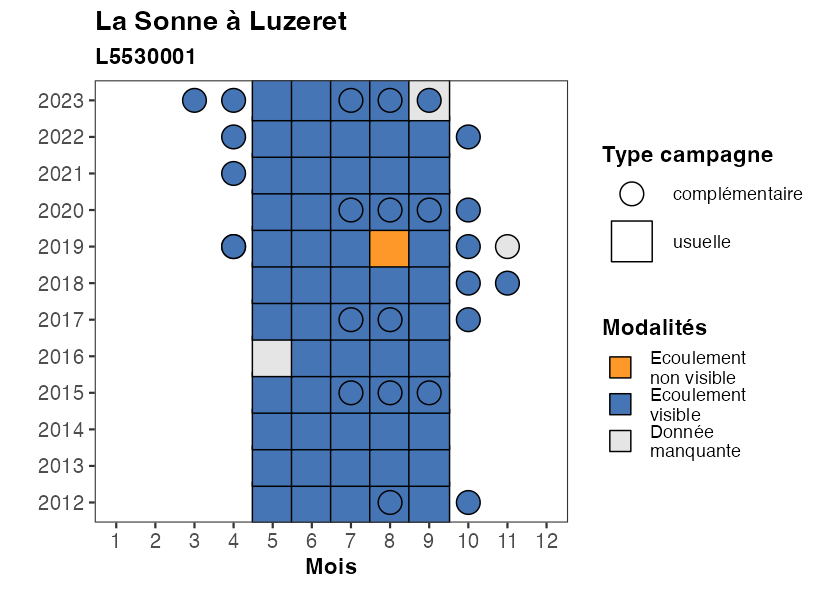 La Sonne à Luzeret
L5530001
2023
2022
2021
2020
2019
2018
2017
2016
2015
2014
2013
2012
1 2 3 4 5 6 7 8 9 10 11 12
Mois
Type campagne
complémentaire
usuelle
Modalités
Ecoulement
non visible
Ecoulement
visible
Donnée
manquante